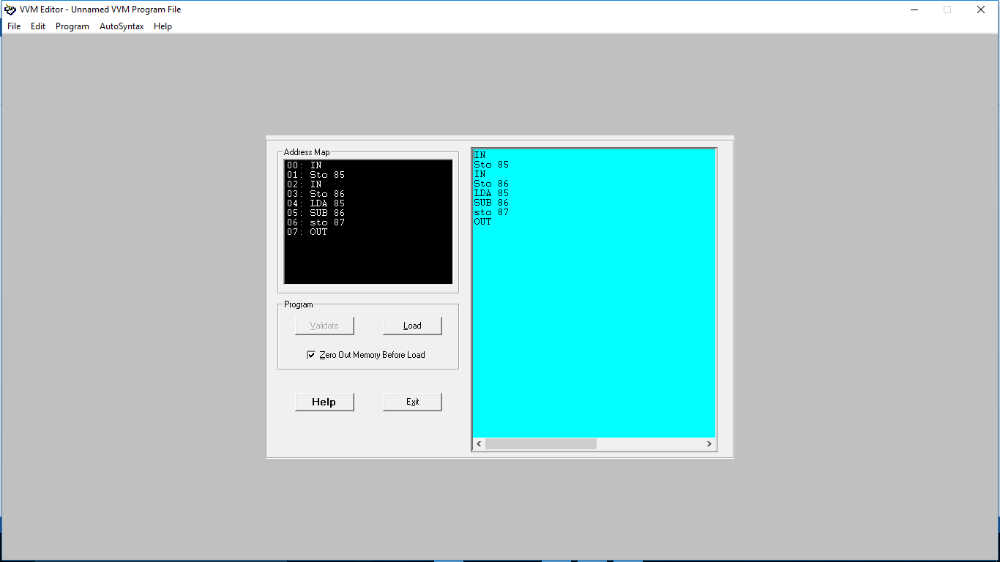 VVM Editor - Unnamed VVM Program File
File Edit Program AutoSyntax Help
Address Map
00: IN
01: Sto 85
02: IN
03: Sto 86
04: LDA 85
05: SUB 86
06: sto 87
07: OUT
Program
Validate Load
Zero Out Memory Before Load
Help Exit
IN
Sto 85
IN
Sto 86
LDA 85
SUB 86
sto 87
OUT